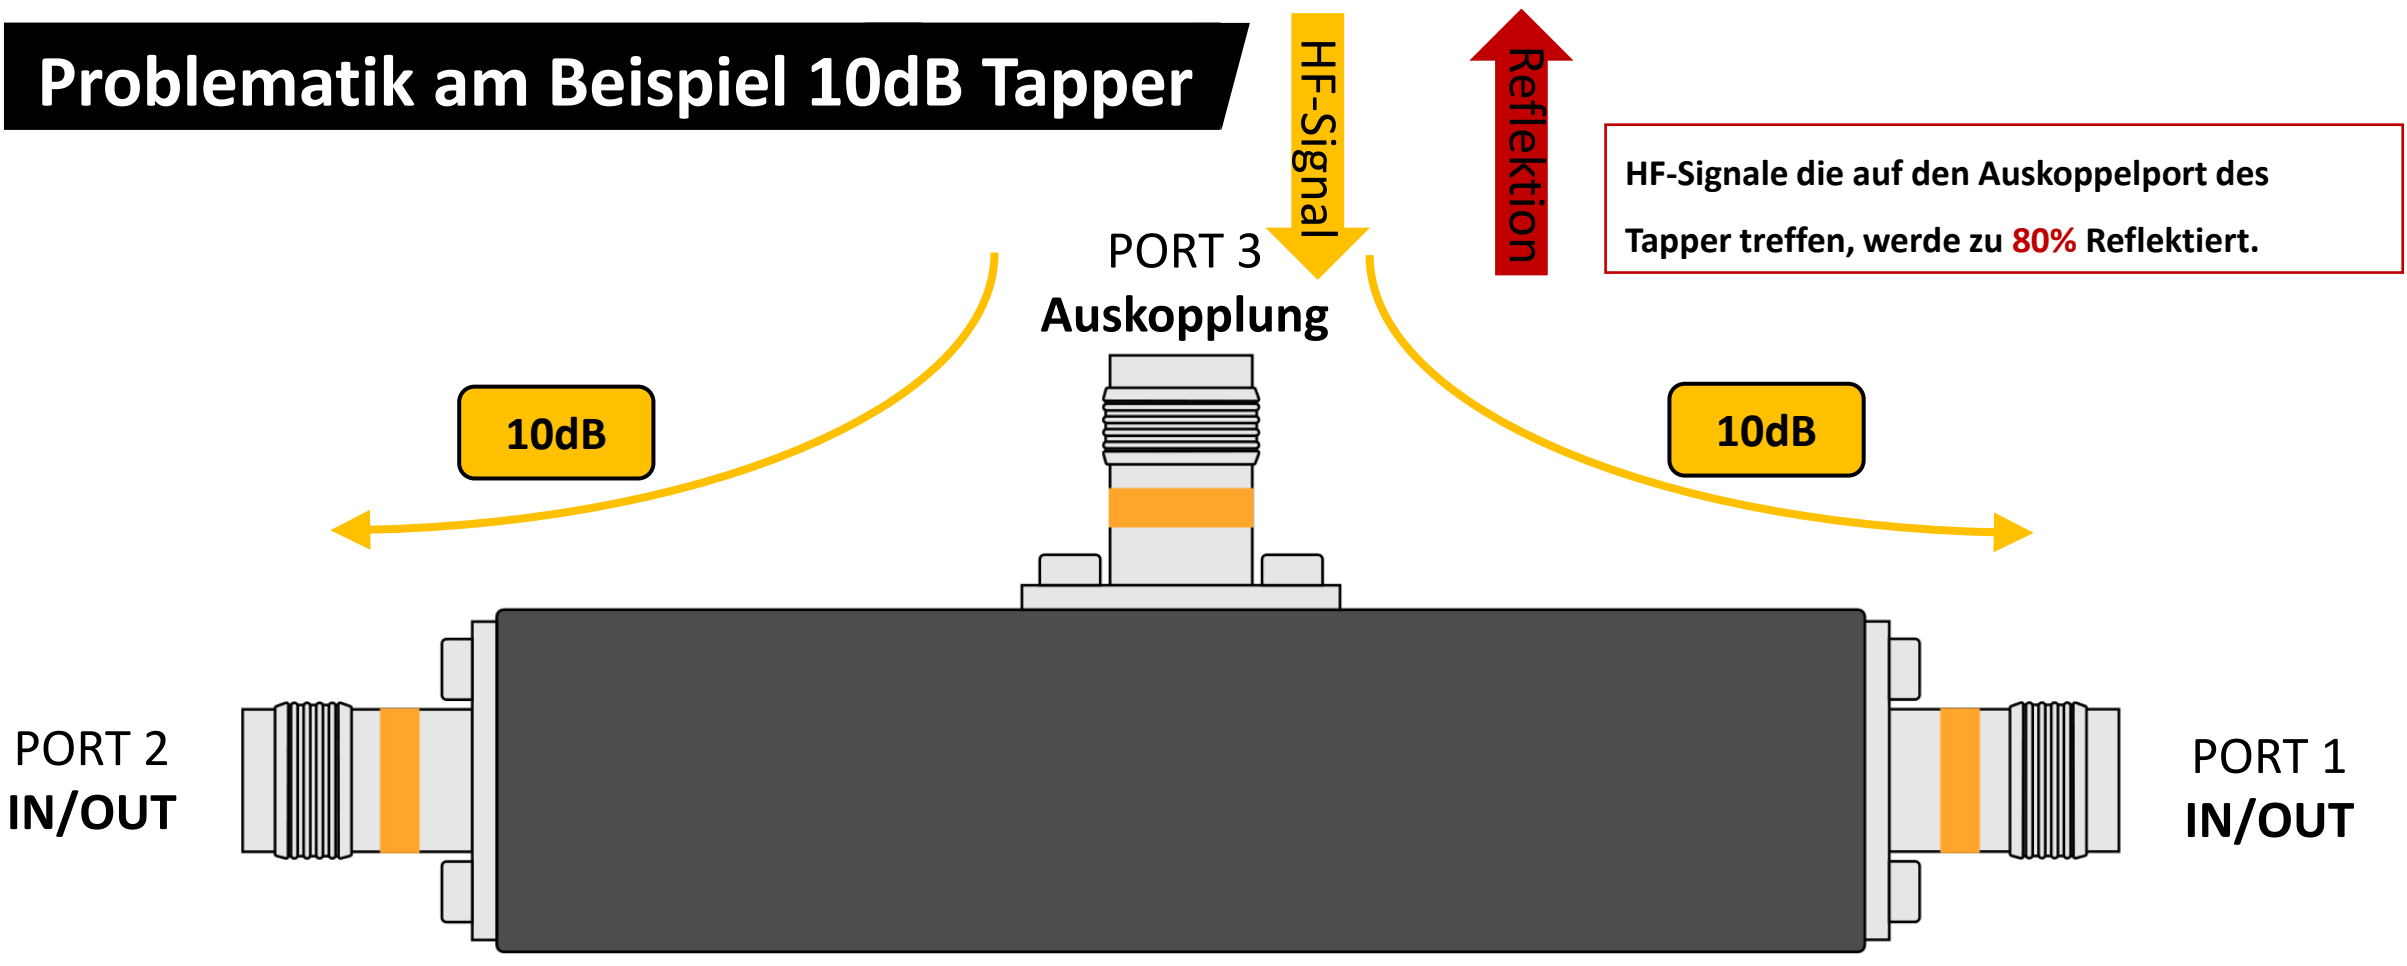 Problematik am Beispiel 10dB Tapper
HF-Signal
Reflektion
HF-Signale die auf den Auskoppelport des
Tapper treffen, werde zu 80% Reflektiert.
PORT 3
Auskopplung
10dB
10dB
PORT 2
IN/OUT
PORT 1
IN/OUT